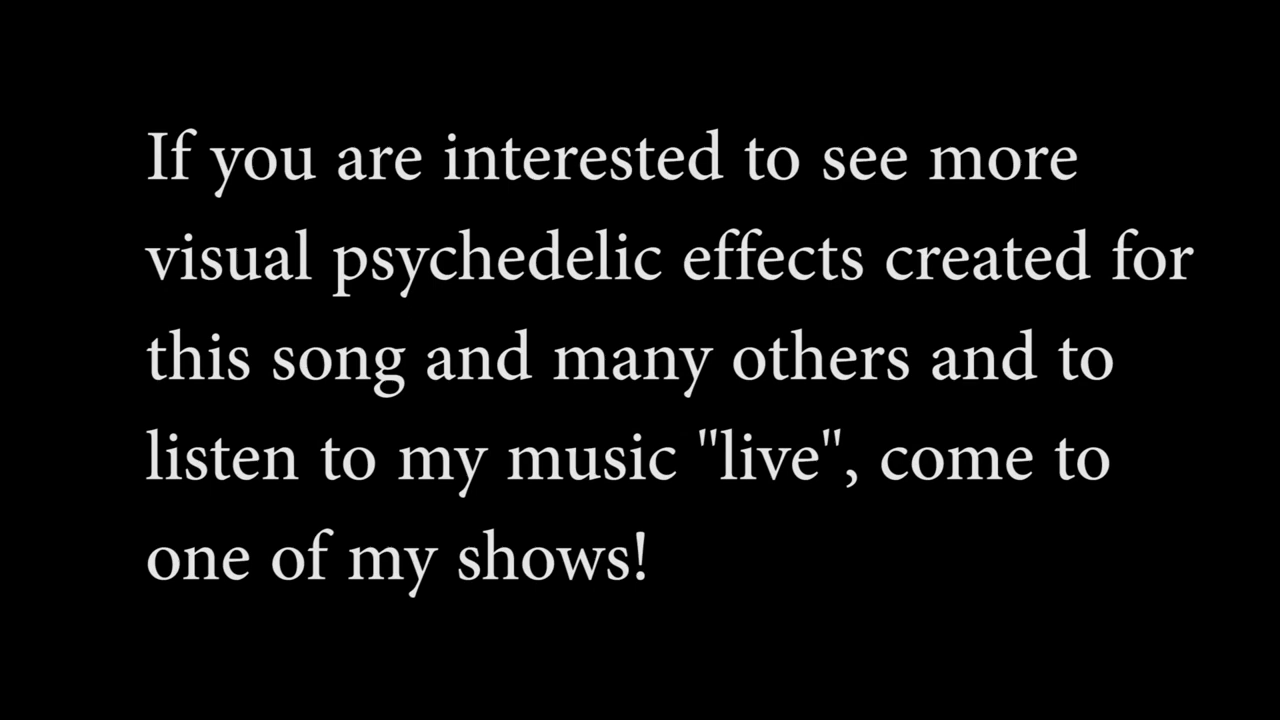 If you are interested to see more
visual psychedelic effects created for
this song and many others and to
listen to my music "live", come to
one of my shows!